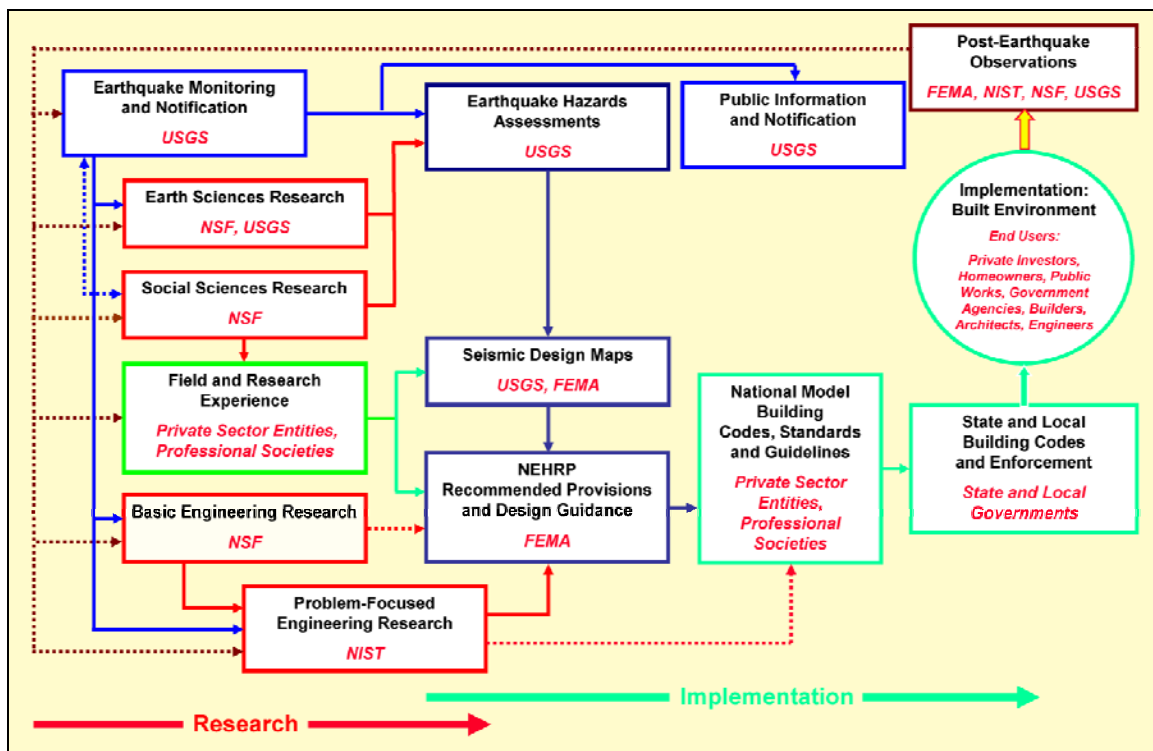 Post-Earthquake
Observations
FEMA, NIST, NSF, USGS
Earthquake Monitoring
and Notification
USGS
Earthquake Hazards
Assessments
USGS
Public Information
and Notification
USGS
Earth Sciences Research
NSF, USGS
Implementation:
Built Environment
End Users:
Private Investors,
Homeowners, Public
Works, Government
Agencies, Builders,
Architects, Engineers
Social Sciences Research
NSF
Field and Research
Experience
Private Sector Entities,
Professional Societies
Seismic Design Maps
USGS, FEMA
National Model
Building
Codes, Standards
and Guidelines
Private Sector
Entities,
Professional
Societies
State and Local
Building Codes
and Enforcement
State and Local
Governments
NEHRP
Recommended Provisions
and Design Guidance
FEMA
Basic Engineering Research
NSF
Problem-Focused
Engineering Research
NIST
Implementation
Research